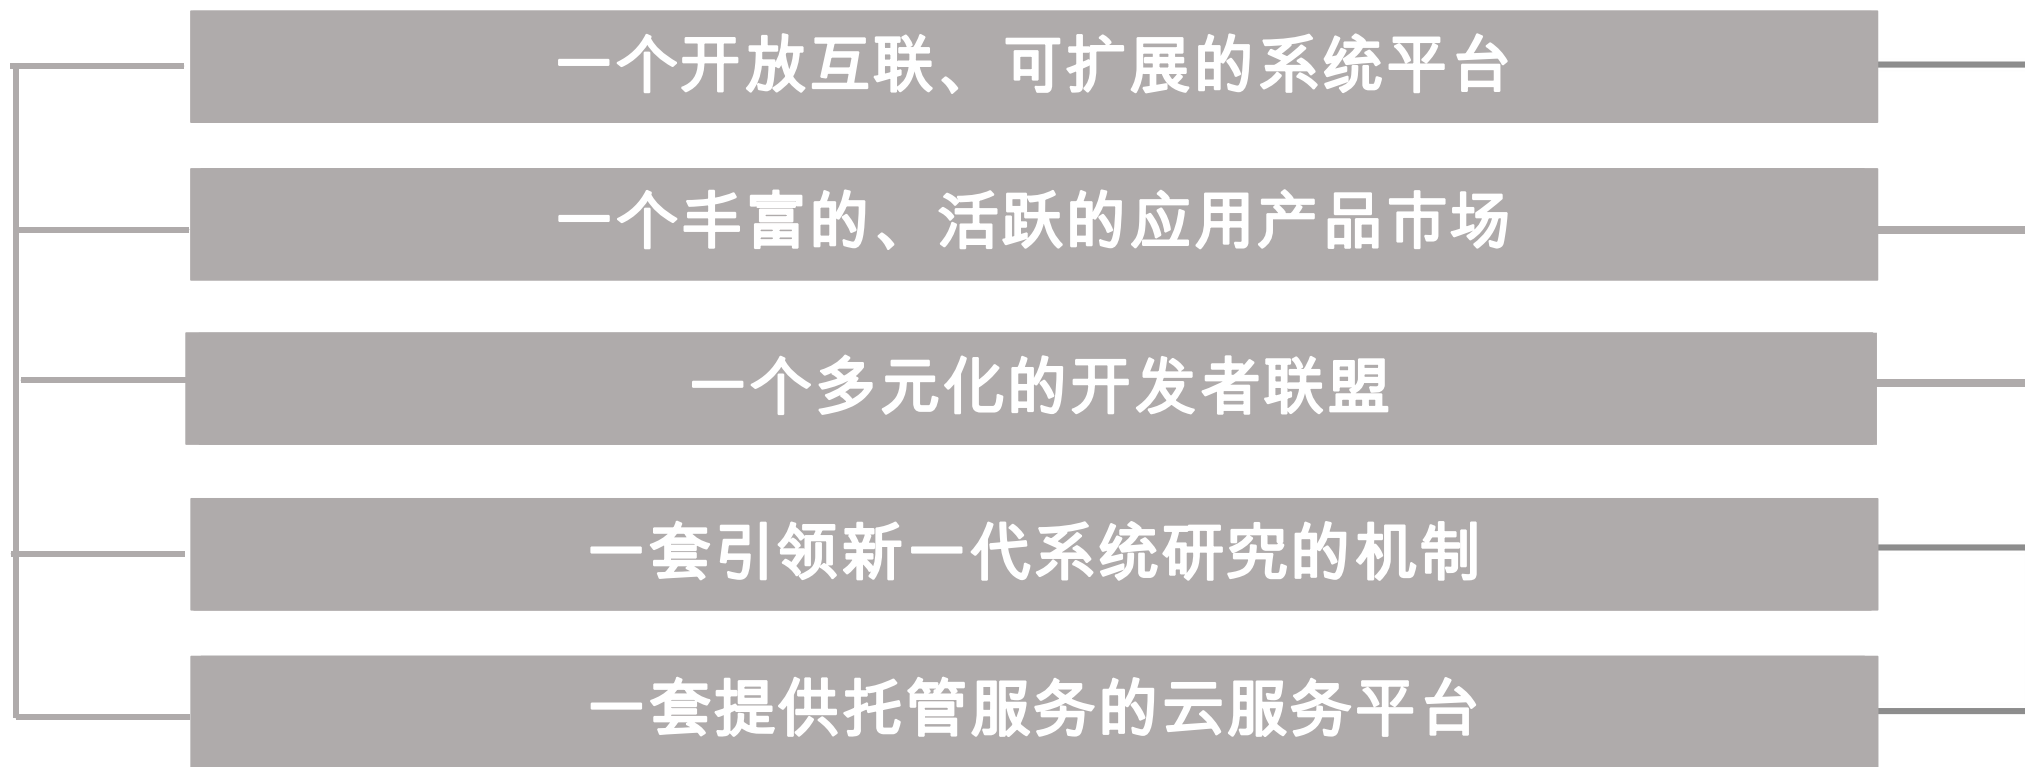 一个开放互联、可扩展的系统平台
一个丰富的、活跃的应用产品市场
一个多元化的开发者联盟
一套引领新一代系统研究的机制
一套提供托管服务的云服务平台